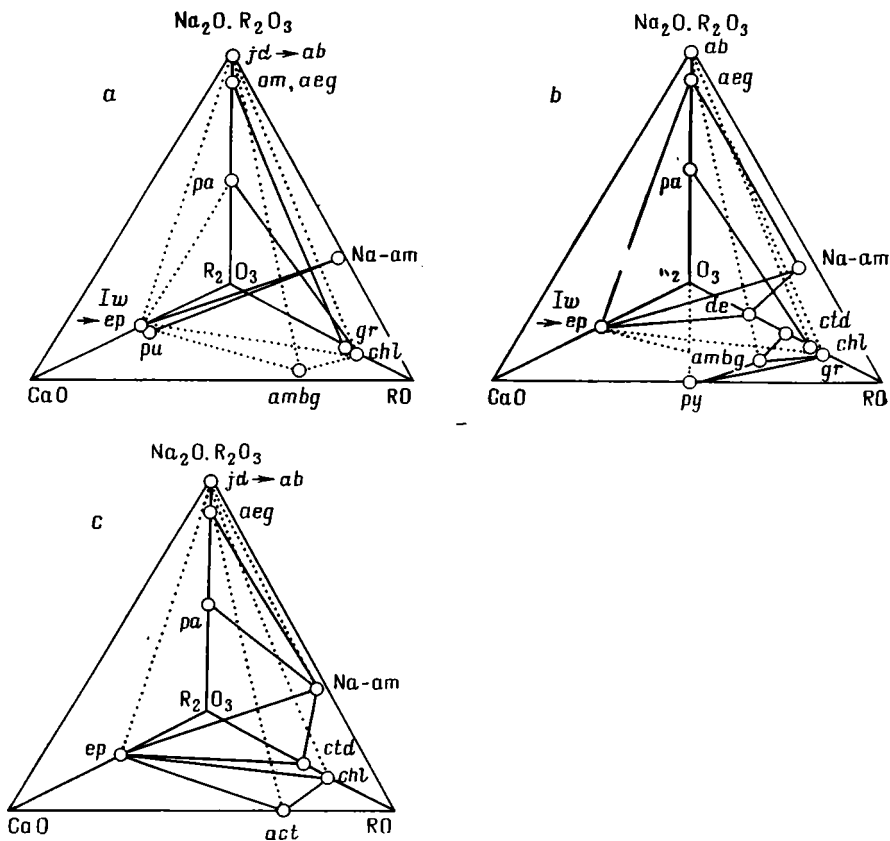 Na₂O.R₂O₃
jd→ab
a
om, aeg
pa
Na-am
R₂O₃
Iw
→ep
pu
gr
chl
CaO
ambg
RO
Na₂O.R₂O₃
ab
b
aeg
pa
Na-am
O₃
Iw
→ep
de
ctd
chl
ambg
gr
CaO
py
RO
Na₂O.R₂O₃
jd→ab
c
aeg
pa
Na-am
R₂O₃
ep
ctd
chl
CaO
act
RO